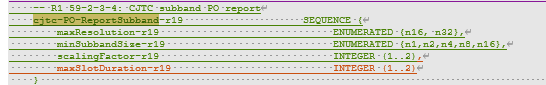 -- R1 59-2-3-4: CJTC subband PO report
cjtc-PO-ReportSubband-r19 SEQUENCE {
maxResolution-r19 ENUMERATED {n16, n32},
minSubbandSize-r19 ENUMERATED {n1,n2,n4,n8,n16},
scalingFactor-r19 INTEGER (1..2),
maxSlotDuration-r19 INTEGER (1..2)
}